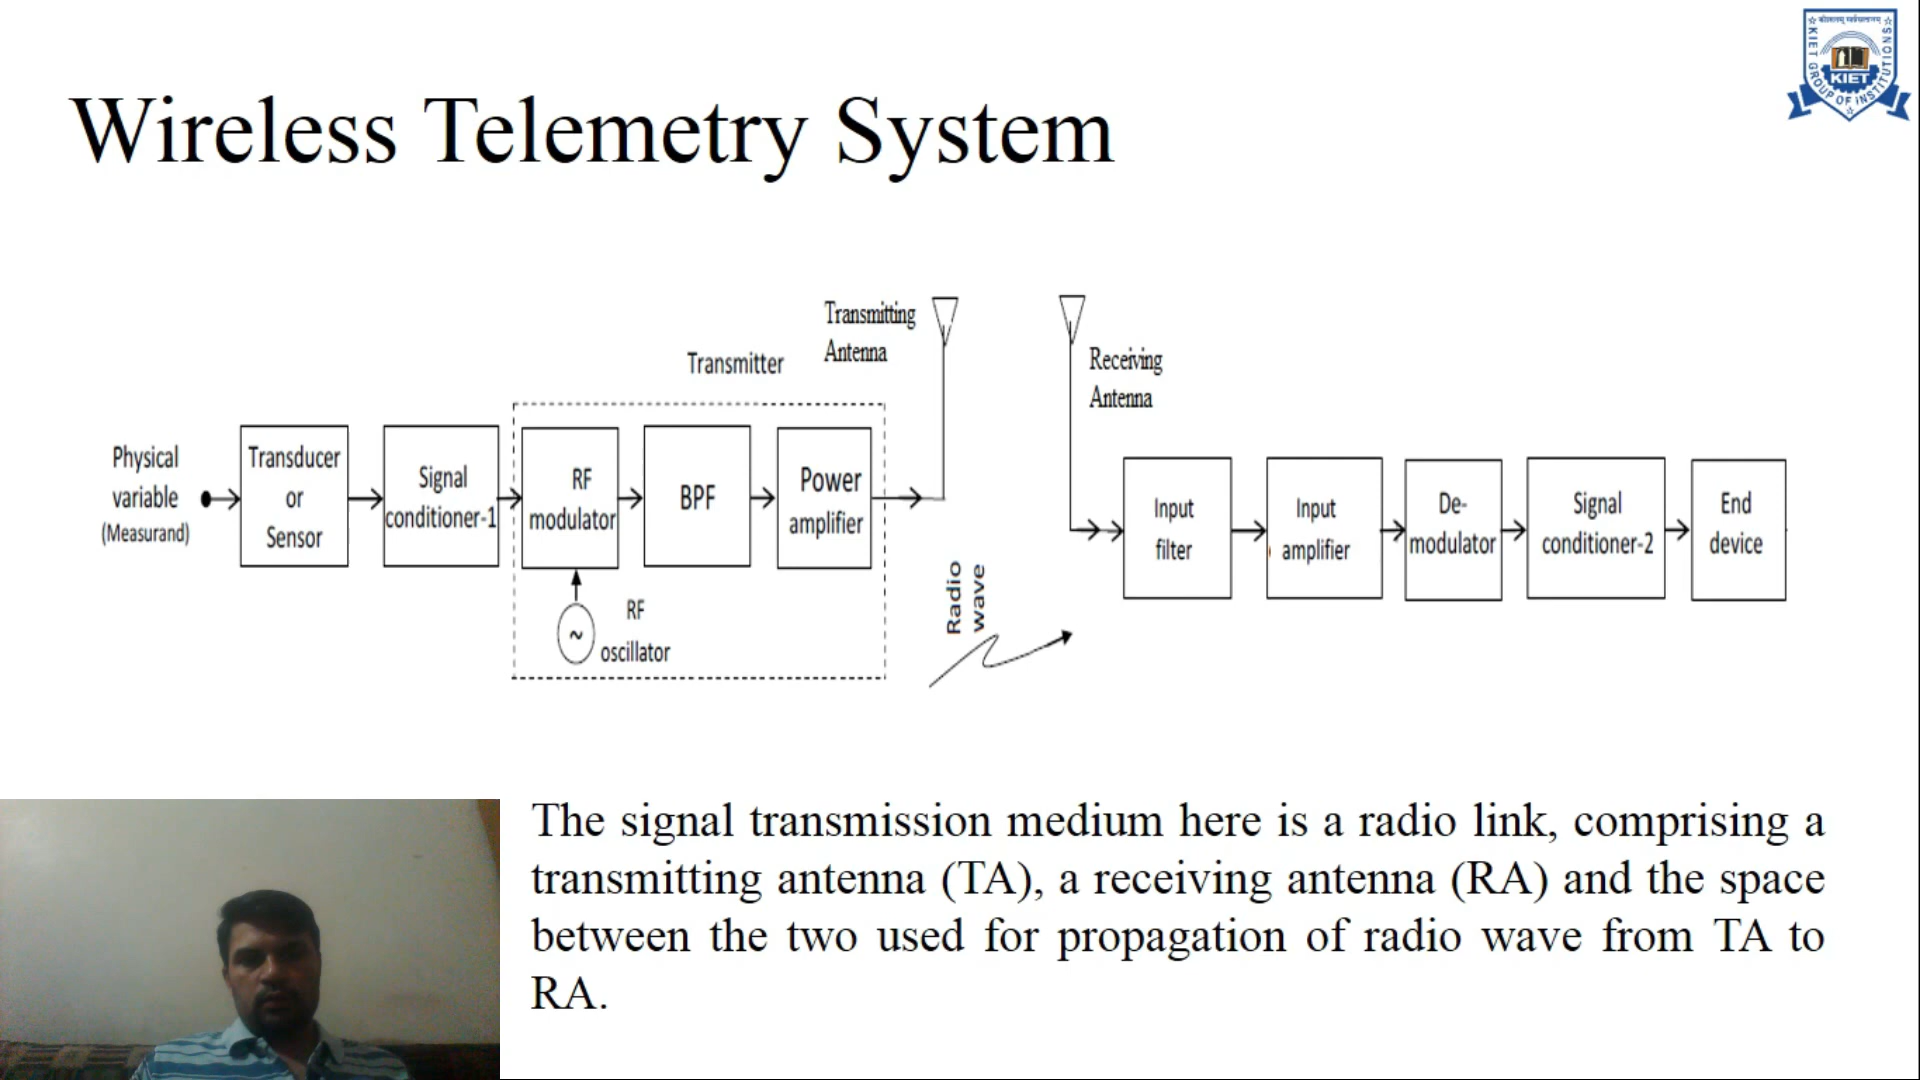 Wireless Telemetry System
KIET
KIET GROUP OF INSTITUTIONS
Transmitting
Antenna
Transmitter
Receiving
Antenna
Physical
variable
(Measurand)
Transducer
or
Sensor
Signal
conditioner-1
RF
modulator
BPF
Power
amplifier
RF
oscillator
~
Radio
wave
Input
filter
Input
amplifier
De-
modulator
Signal
conditioner-2
End
device
The signal transmission medium here is a radio link, comprising a
transmitting antenna (TA), a receiving antenna (RA) and the space
between the two used for propagation of radio wave from TA to
RA.